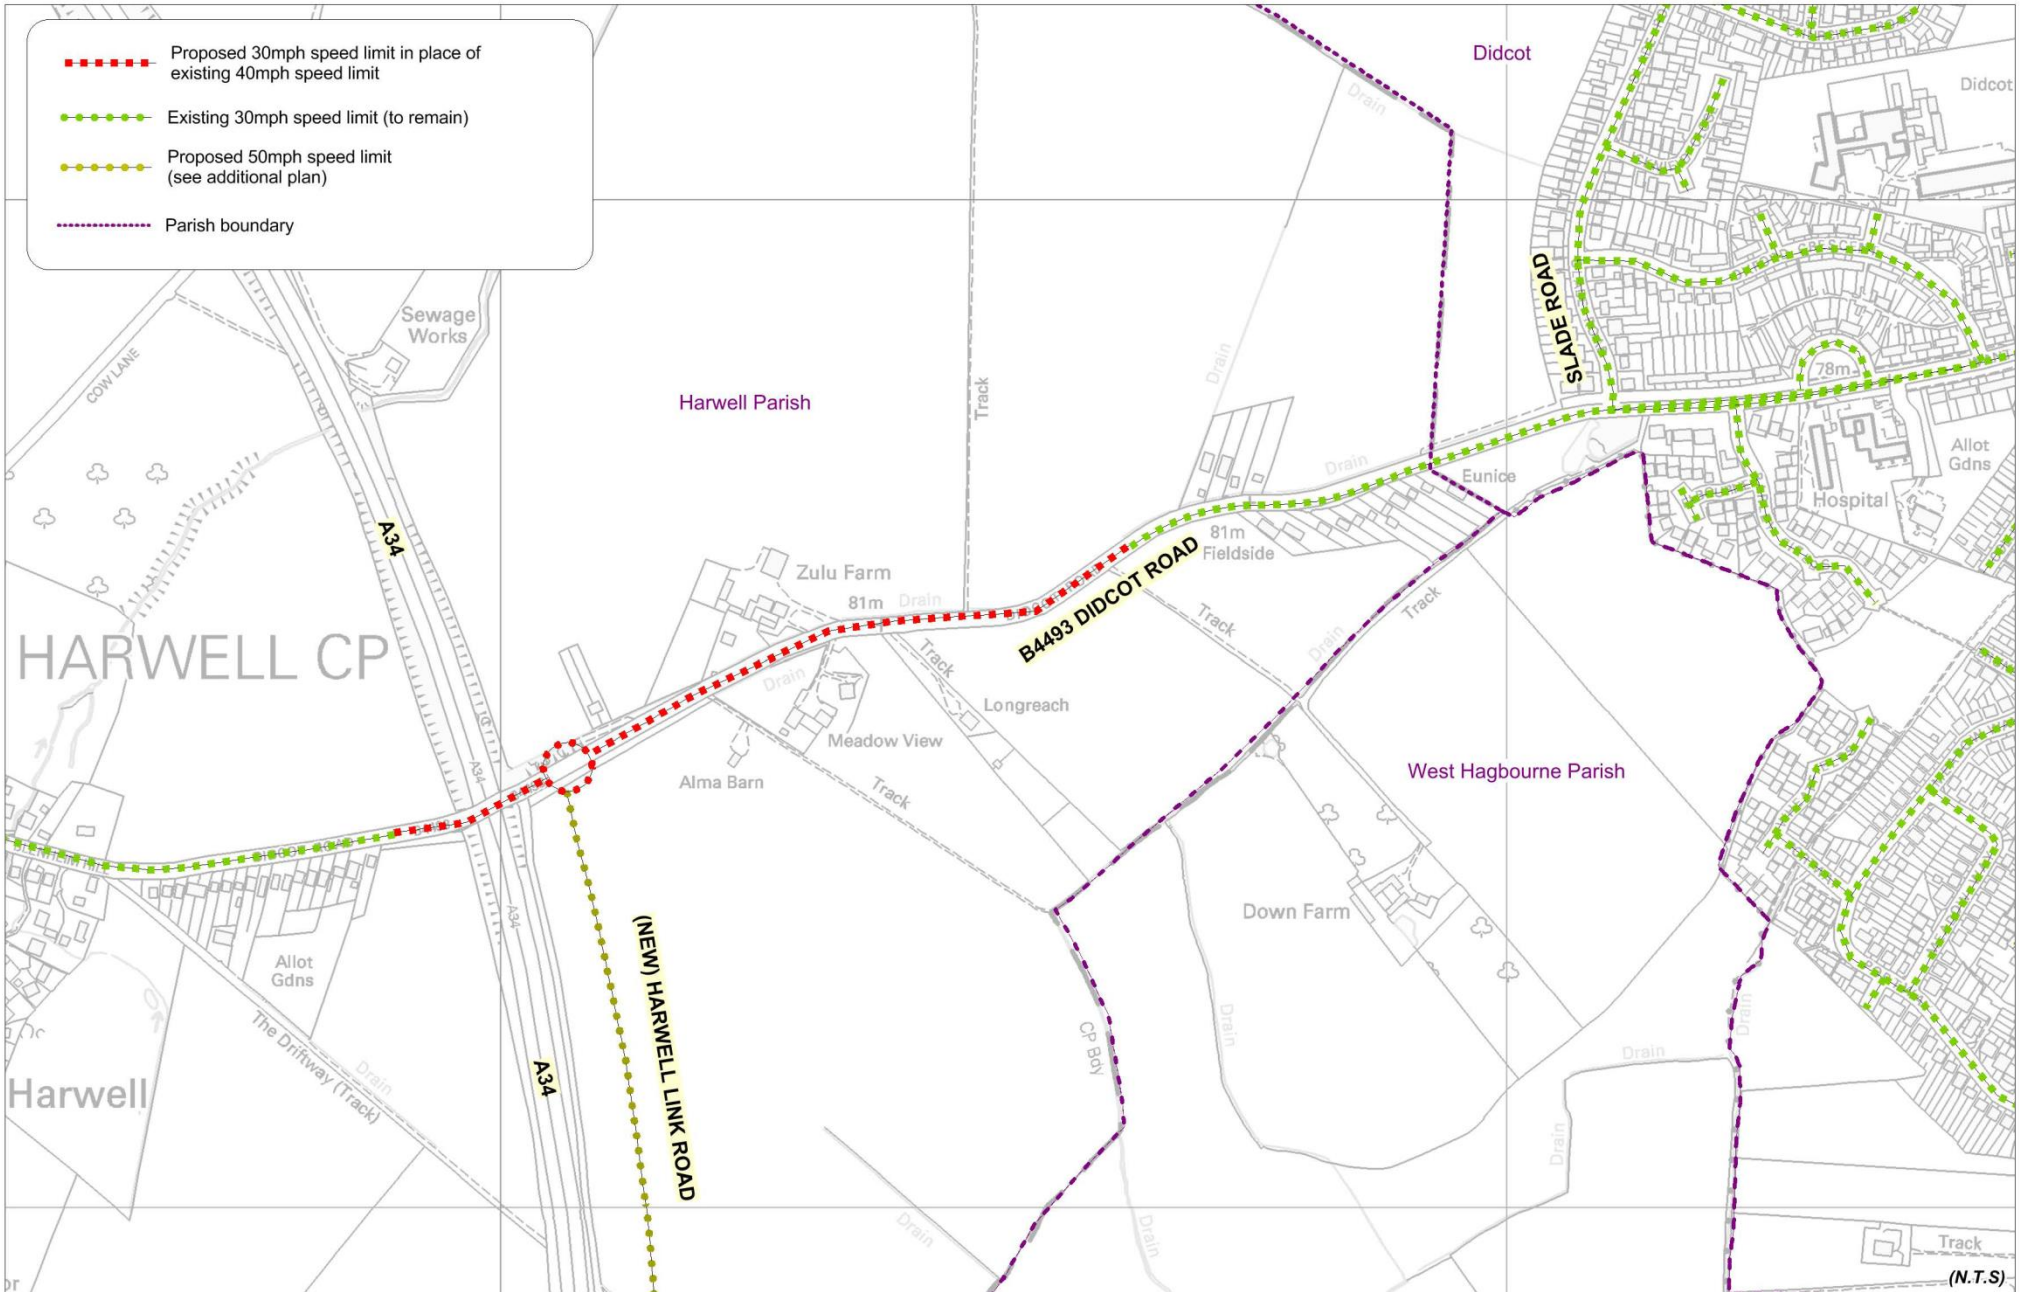 Proposed 30mph speed limit in place of
existing 40mph speed limit
Existing 30mph speed limit (to remain)
Proposed 50mph speed limit
(see additional plan)
Parish boundary
Didcot
Didcot
Drain
Sewage
Works
COW LANE
SLADE ROAD
Drain
Track
78m
Harwell Parish
Allot
Gdns
Drain
Eunice
Hospital
A34
81m
Fieldside
B4493 DIDCOT ROAD
Zulu Farm
81m
Drain
Track
Track
Drain
HARWELL CP
Track
Drain
Longreach
Meadow View
Alma Barn
Track
A34
West Hagbourne Parish
BLENHEIM HILL
A34
Down Farm
(NEW) HARWELL LINK ROAD
Allot
Gdns
The Driftway (Track)
Drain
CP Bdy
Drain
Drain
Drain
A34
Harwell
Drain
Drain
Drain
Track
(N.T.S)